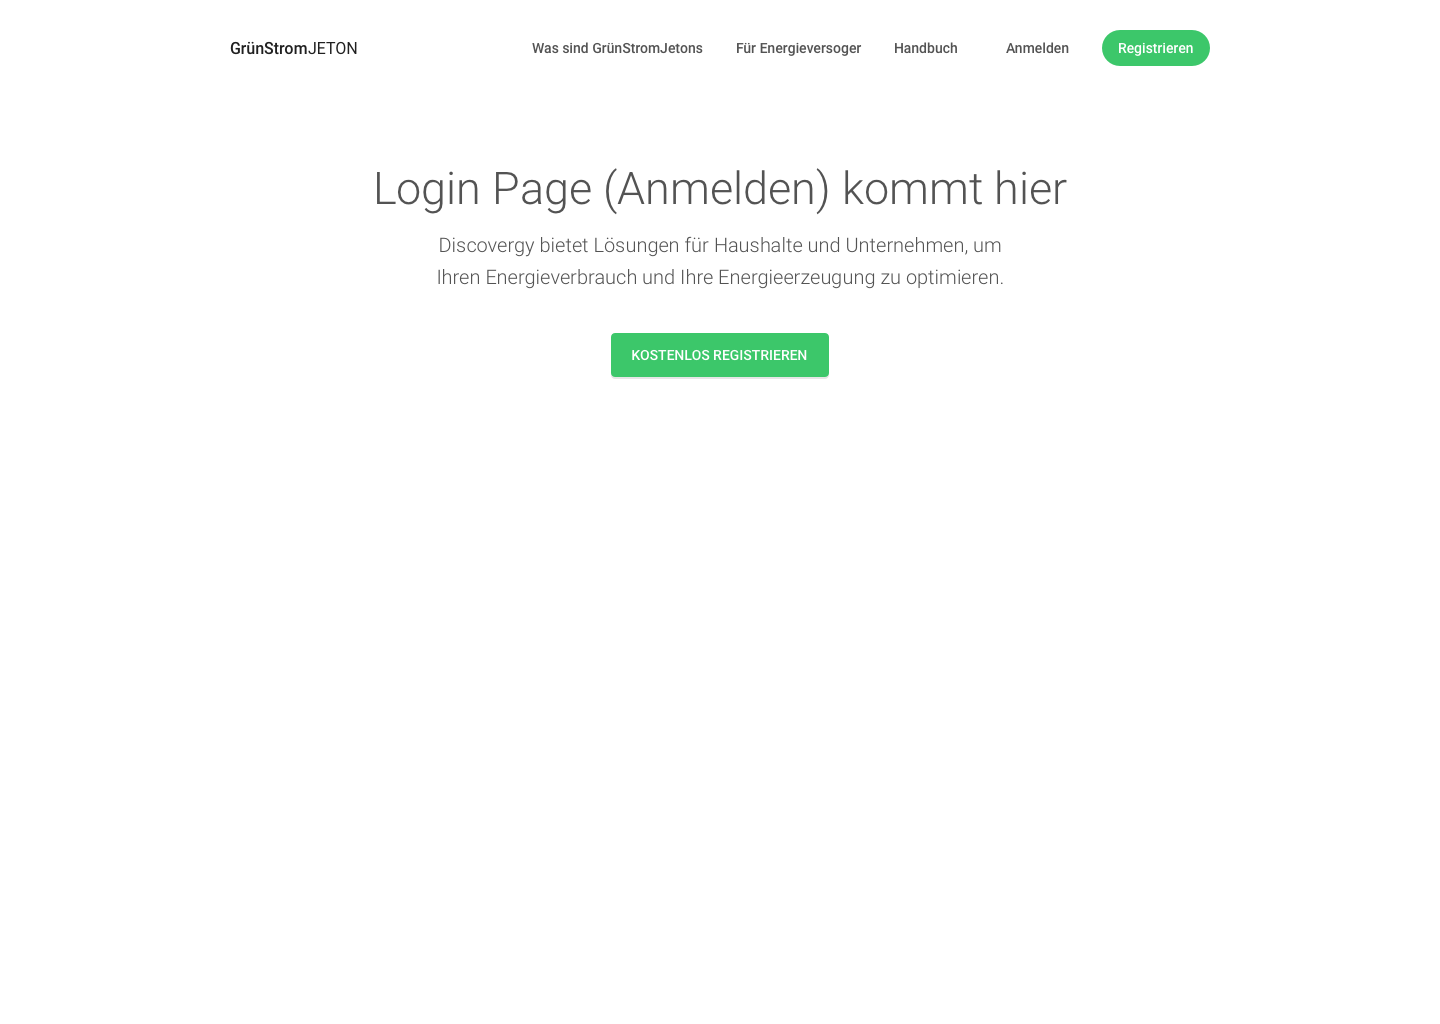 GrünStromJETON
Was sind GrünStromJetons
Für Energieversoger
Handbuch
Anmelden
Registrieren
Login Page (Anmelden) kommt hier
Discovergy bietet Lösungen für Haushalte und Unternehmen, um
Ihren Energieverbrauch und Ihre Energieerzeugung zu optimieren.
KOSTENLOS REGISTRIEREN